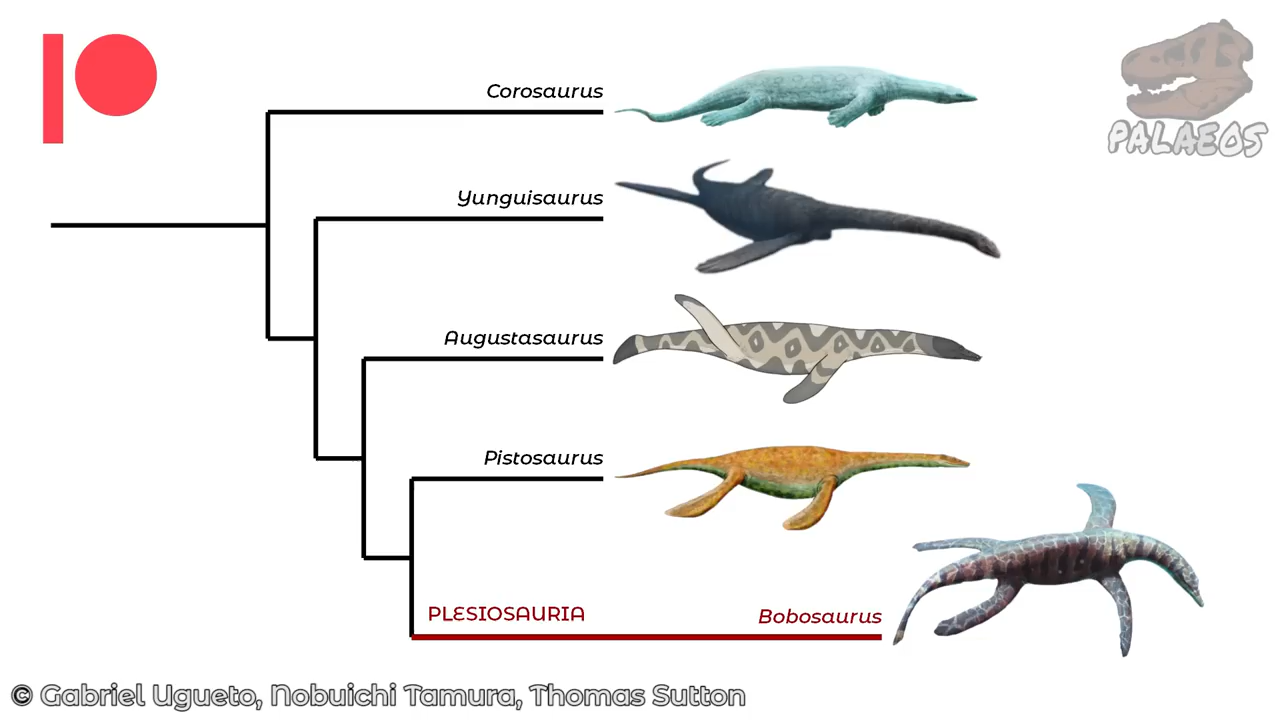 Corosaurus
PALAEOS
Yunguisaurus
Augustasaurus
Pistosaurus
PLESIOSAURIA
Bobosaurus
© Gabriel Ugueto, Nobuichi Tamura, Thomas Sutton